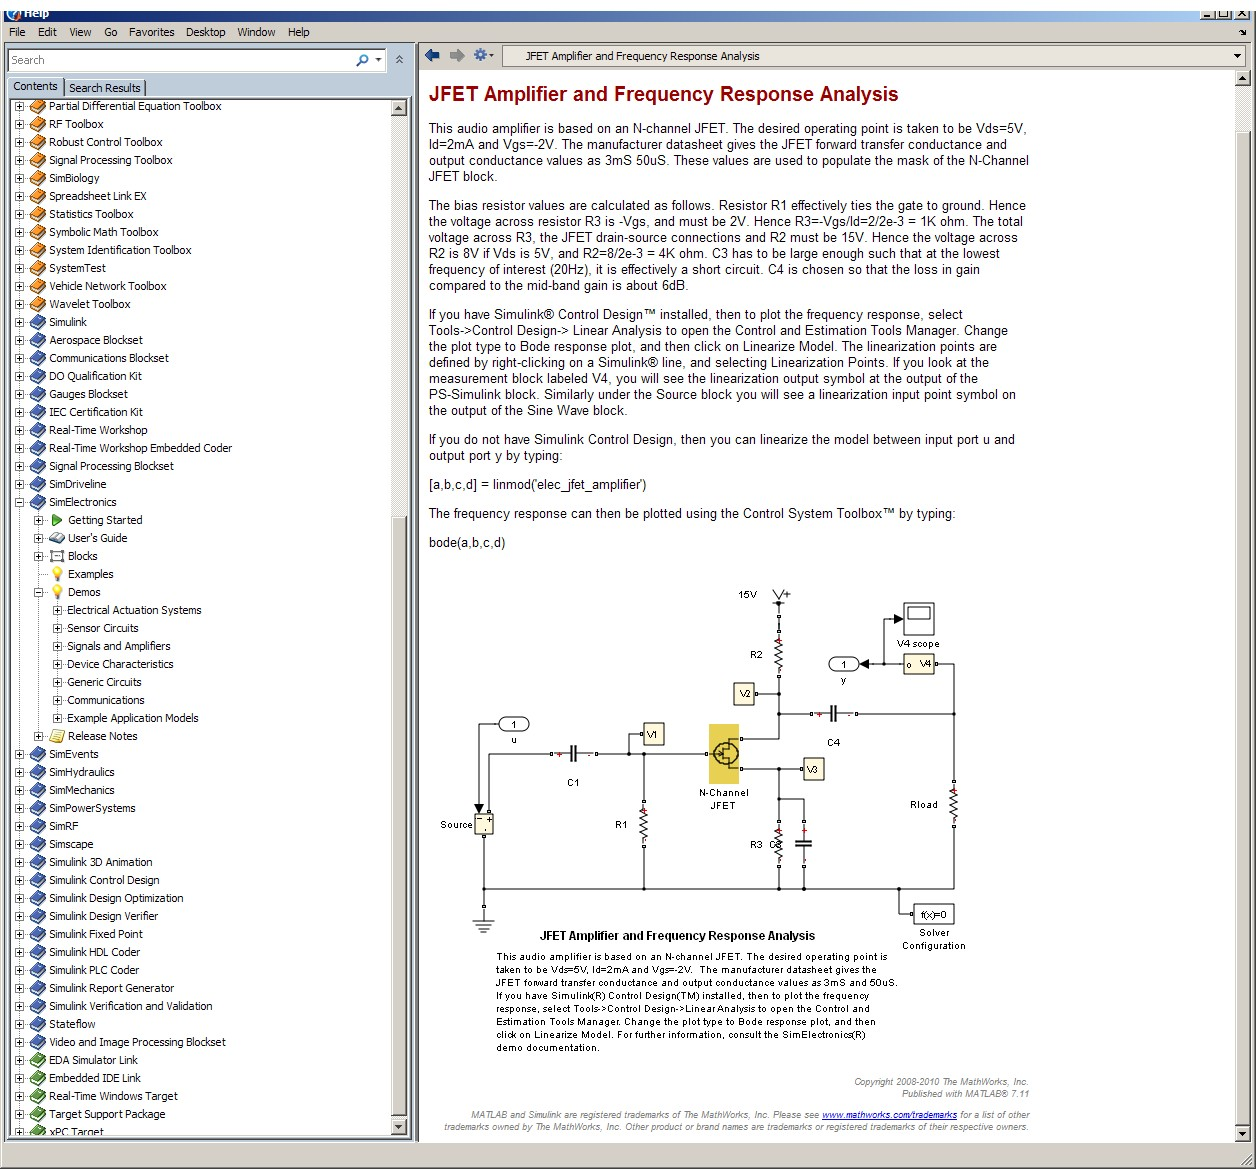 Help
File Edit View Go Favorites Desktop Window Help
Search
Contents Search Results
Partial Differential Equation Toolbox
RF Toolbox
Robust Control Toolbox
Signal Processing Toolbox
SimBiology
Spreadsheet Link EX
Statistics Toolbox
Symbolic Math Toolbox
System Identification Toolbox
SystemTest
Vehicle Network Toolbox
Wavelet Toolbox
Simulink
Aerospace Blockset
Communications Blockset
DO Qualification Kit
Gauges Blockset
IEC Certification Kit
Real-Time Workshop
Real-Time Workshop Embedded Coder
Signal Processing Blockset
SimDriveline
SimElectronics
Getting Started
User's Guide
Blocks
Examples
Demos
Electrical Actuation Systems
Sensor Circuits
Signals and Amplifiers
Device Characteristics
Generic Circuits
Communications
Example Application Models
Release Notes
SimEvents
SimHydraulics
SimMechanics
SimPowerSystems
SimRF
Simscape
Simulink 3D Animation
Simulink Control Design
Simulink Design Optimization
Simulink Design Verifier
Simulink Fixed Point
Simulink HDL Coder
Simulink PLC Coder
Simulink Report Generator
Simulink Verification and Validation
Stateflow
Video and Image Processing Blockset
EDA Simulator Link
Embedded IDE Link
Real-Time Windows Target
Target Support Package
xPC Target
JFET Amplifier and Frequency Response Analysis
JFET Amplifier and Frequency Response Analysis
This audio amplifier is based on an N-channel JFET. The desired operating point is taken to be Vds=5V,
Id=2mA and Vgs=-2V. The manufacturer datasheet gives the JFET forward transfer conductance and
output conductance values as 3mS 50uS. These values are used to populate the mask of the N-Channel
JFET block.
The bias resistor values are calculated as follows. Resistor R1 effectively ties the gate to ground. Hence
the voltage across resistor R3 is -Vgs, and must be 2V. Hence R3=-Vgs/Id=2/2e-3 = 1K ohm. The total
voltage across R3, the JFET drain-source connections and R2 must be 15V. Hence the voltage across
R2 is 8V if Vds is 5V, and R2=8/2e-3 = 4K ohm. C3 has to be large enough such that at the lowest
frequency of interest (20Hz), it is effectively a short circuit. C4 is chosen so that the loss in gain
compared to the mid-band gain is about 6dB.
If you have Simulink® Control Design™ installed, then to plot the frequency response, select
Tools->Control Design-> Linear Analysis to open the Control and Estimation Tools Manager. Change
the plot type to Bode response plot, and then click on Linearize Model. The linearization points are
defined by right-clicking on a Simulink® line, and selecting Linearization Points. If you look at the
measurement block labeled V4, you will see the linearization output symbol at the output of the
PS-Simulink block. Similarly under the Source block you will see a linearization input point symbol on
the output of the Sine Wave block.
If you do not have Simulink Control Design, then you can linearize the model between input port u and
output port y by typing:
[a,b,c,d] = linmod('elec_jfet_amplifier')
The frequency response can then be plotted using the Control System Toolbox™ by typing:
bode(a,b,c,d)
15V V+
V4 scope
R2
1
y
o V4
V2
1
u
V1
C4
C1
V3
N-Channel
JFET
Rload
Source
- +
R1
R3 C3
f(x)=0
Solver
Configuration
JFET Amplifier and Frequency Response Analysis
This audio amplifier is based on an N-channel JFET. The desired operating point is
taken to be Vds=5V, Id=2mA and Vgs=-2V. The manufacturer datasheet gives the
JFET forward transfer conductance and output conductance values as 3mS and 50uS.
If you have Simulink(R) Control Design(TM) installed, then to plot the frequency
response, select Tools->Control Design->Linear Analysis to open the Control and
Estimation Tools Manager. Change the plot type to Bode response plot, and then
click on Linearize Model. For further information, consult the SimElectronics(R)
demo documentation.
Copyright 2008-2010 The MathWorks, Inc.
Published with MATLAB® 7.11
MATLAB and Simulink are registered trademarks of The MathWorks, Inc. Please see www.mathworks.com/trademarks for a list of other
trademarks owned by The MathWorks, Inc. Other product or brand names are trademarks or registered trademarks of their respective owners.